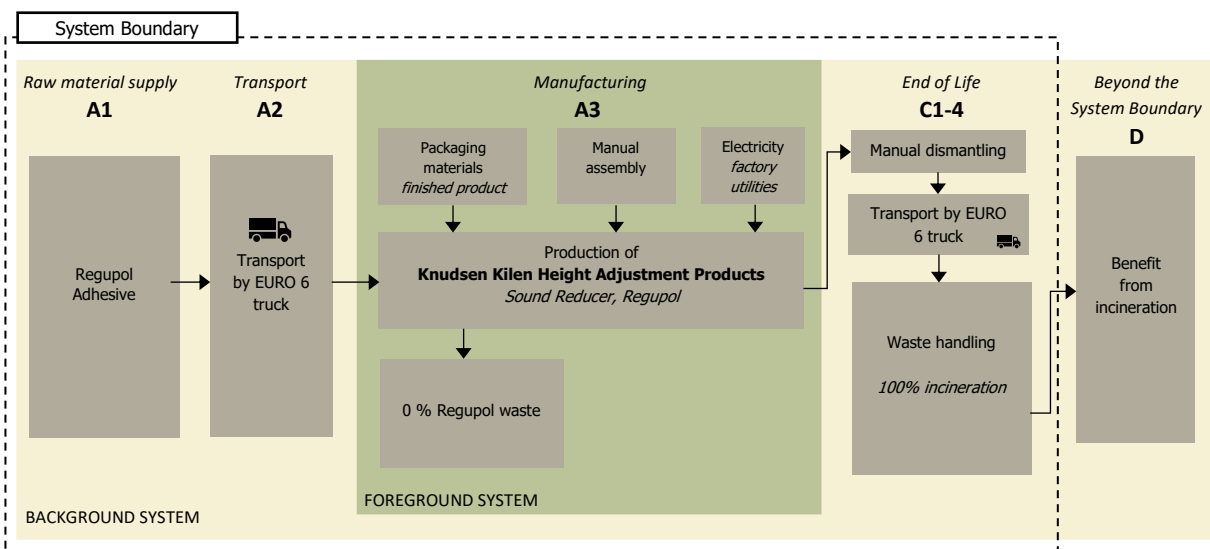 System Boundary
Raw material supply
A1
Transport
A2
Manufacturing
A3
End of Life
C1-4
Beyond the
System Boundary
D
Regupol
Adhesive
Transport
by EURO 6
truck
Packaging
materials
finished product
Manual
assembly
Electricity
factory
utilities
Production of
Knudsen Kilen Height Adjustment Products
Sound Reducer, Regupol
0 % Regupol waste
Manual dismantling
Transport by EURO
6 truck
Waste handling
100% incineration
Benefit
from
incineration
FOREGROUND SYSTEM
BACKGROUND SYSTEM